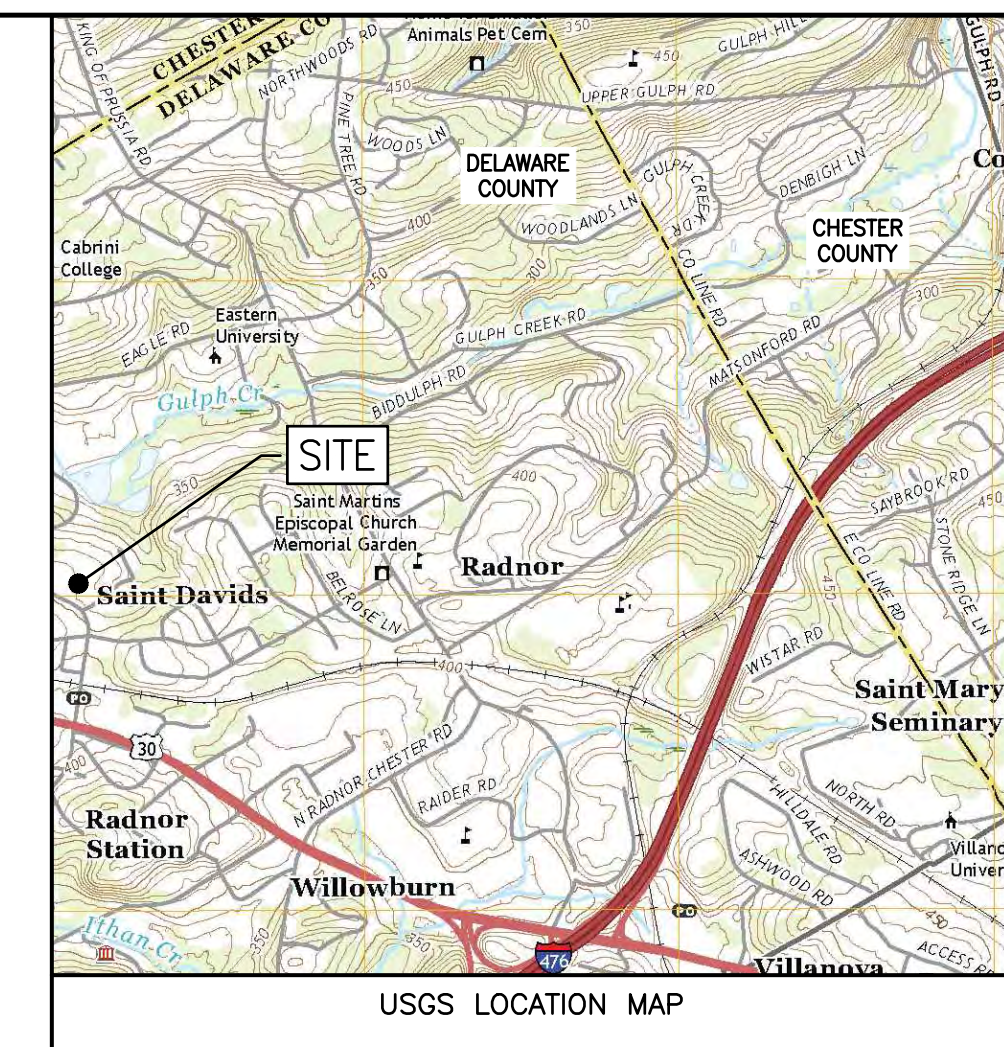 Animals Pet Cem
350
GULPH HIL
GULPH RD
KING OF PRUSSIA RD
CHESTER
DELAWARE CO
NORTHWOODS RD
450
450
UPPER GULPH RD
PINE TREE RD
WOODS LN
DELAWARE
COUNTY
GULPH CREEK DR
DENBIGH LN
Co
400
WOODLANDS LN
CHESTER
COUNTY
Cabrini
College
350
300
CO LINE RD
300
Eastern
University
EAGLE RD
GULPH CREEK RD
MATSONFORD RD
Gulph Cr
BIDDULPH RD
SITE
350
400
SAYBROOK RD
450
Saint Martins
Episcopal Church
Memorial Garden
STONE RIDGE LN
E CO LINE RD
Radnor
Saint Davids
BELROSE LN
450
WISTAR RD
400
PO
Saint Mary
Seminary
30
400
N RADNOR CHESTER RD
RAIDER RD
HILLDALE RD
NORTH RD
Radnor
Station
Villano
Univer
ASHWOOD RD
Willowburn
PO
450
Ithan Cr
350
350
476
ACCESS R
Villanova
USGS LOCATION MAP